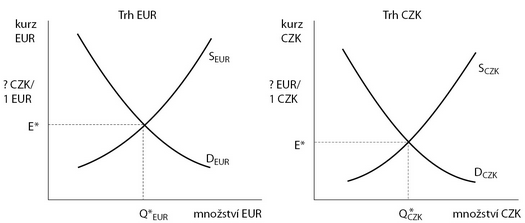 Trh EUR
kurz
EUR
? CZK/
1 EUR
S_EUR
E*
D_EUR
Q*_EUR
množství EUR
Trh CZK
kurz
CZK
? EUR/
1 CZK
S_CZK
E*
D_CZK
Q*_CZK
množství CZK